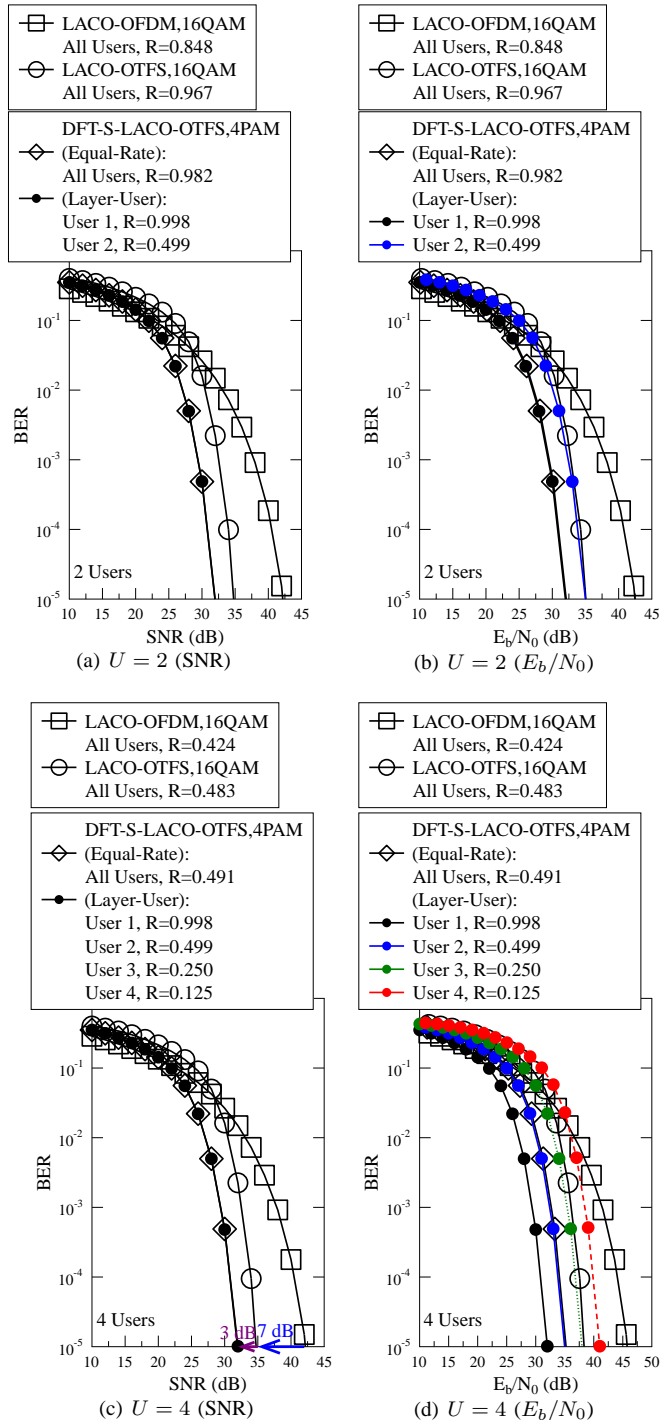 LACO-OFDM,16QAM
All Users, R=0.848
LACO-OTFS,16QAM
All Users, R=0.967
DFT-S-LACO-OTFS,4PAM
(Equal-Rate):
All Users, R=0.982
(Layer-User):
User 1, R=0.998
User 2, R=0.499
BER
10^-1
10^-2
10^-3
10^-4
10^-5
2 Users
10 15 20 25 30 35 40 45
SNR (dB)
(a) U = 2 (SNR)
LACO-OFDM,16QAM
All Users, R=0.848
LACO-OTFS,16QAM
All Users, R=0.967
DFT-S-LACO-OTFS,4PAM
(Equal-Rate):
All Users, R=0.982
(Layer-User):
User 1, R=0.998
User 2, R=0.499
BER
10^-1
10^-2
10^-3
10^-4
10^-5
2 Users
10 15 20 25 30 35 40 45
E_b/N_0 (dB)
(b) U = 2 (E_b/N_0)
LACO-OFDM,16QAM
All Users, R=0.424
LACO-OTFS,16QAM
All Users, R=0.483
DFT-S-LACO-OTFS,4PAM
(Equal-Rate):
All Users, R=0.491
(Layer-User):
User 1, R=0.998
User 2, R=0.499
User 3, R=0.250
User 4, R=0.125
BER
10^-1
10^-2
10^-3
10^-4
10^-5
4 Users
3 dB 7 dB
10 15 20 25 30 35 40 45
SNR (dB)
(c) U = 4 (SNR)
LACO-OFDM,16QAM
All Users, R=0.424
LACO-OTFS,16QAM
All Users, R=0.483
DFT-S-LACO-OTFS,4PAM
(Equal-Rate):
All Users, R=0.491
(Layer-User):
User 1, R=0.998
User 2, R=0.499
User 3, R=0.250
User 4, R=0.125
BER
10^-1
10^-2
10^-3
10^-4
10^-5
4 Users
10 15 20 25 30 35 40 45 50
E_b/N_0 (dB)
(d) U = 4 (E_b/N_0)